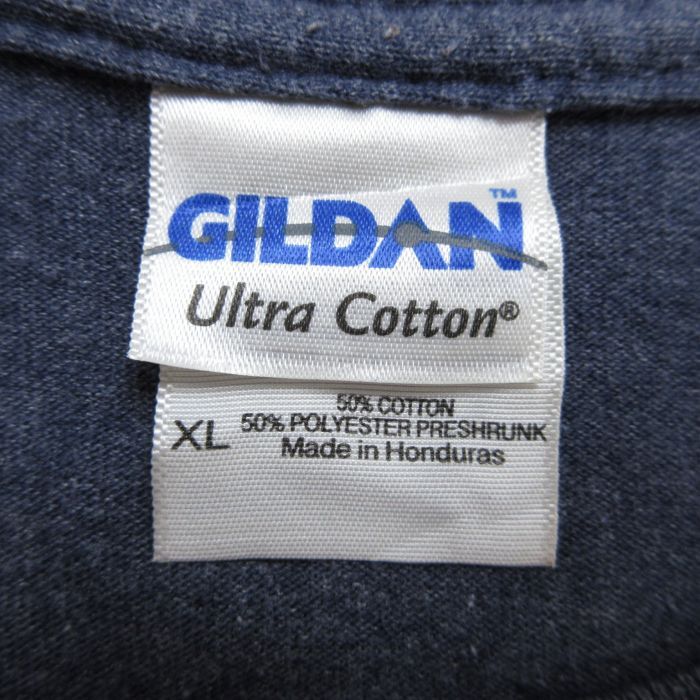 GILDAN™
Ultra Cotton®
XL
50% COTTON
50% POLYESTER PRESHRUNK
Made in Honduras